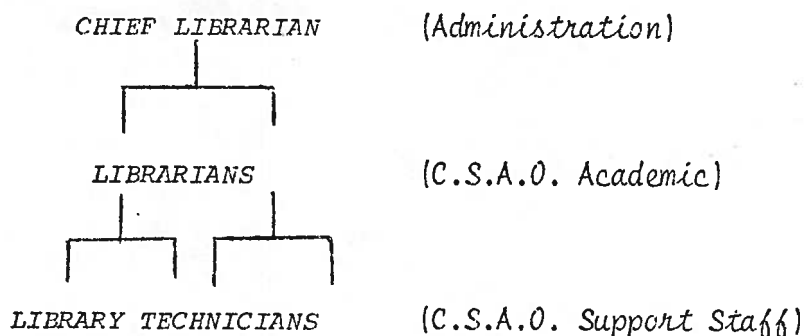 CHIEF LIBRARIAN (Administration)
LIBRARIANS (C.S.A.O. Academic)
LIBRARY TECHNICIANS (C.S.A.O. Support Staff)